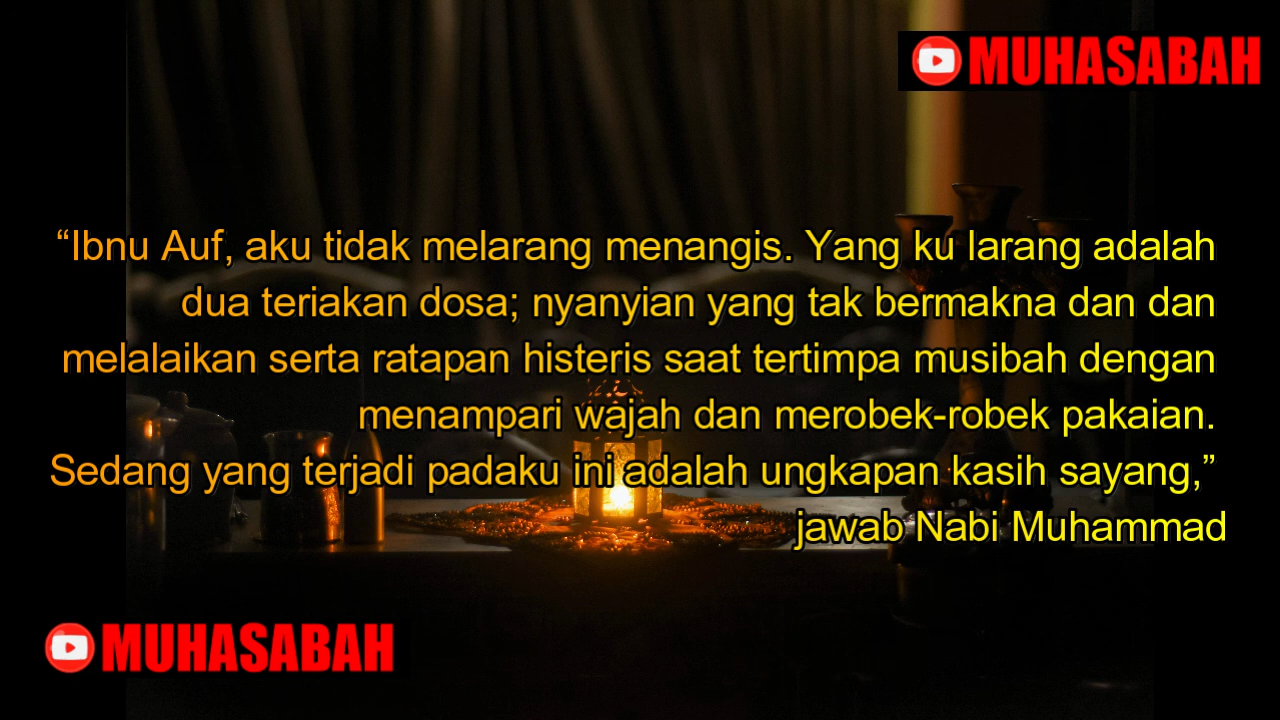 MUHASABAH
“Ibnu Auf, aku tidak melarang menangis. Yang ku larang adalah
dua teriakan dosa; nyanyian yang tak bermakna dan dan
melalaikan serta ratapan histeris saat tertimpa musibah dengan
menampari wajah dan merobek-robek pakaian.
Sedang yang terjadi padaku ini adalah ungkapan kasih sayang,”
jawab Nabi Muhammad
MUHASABAH